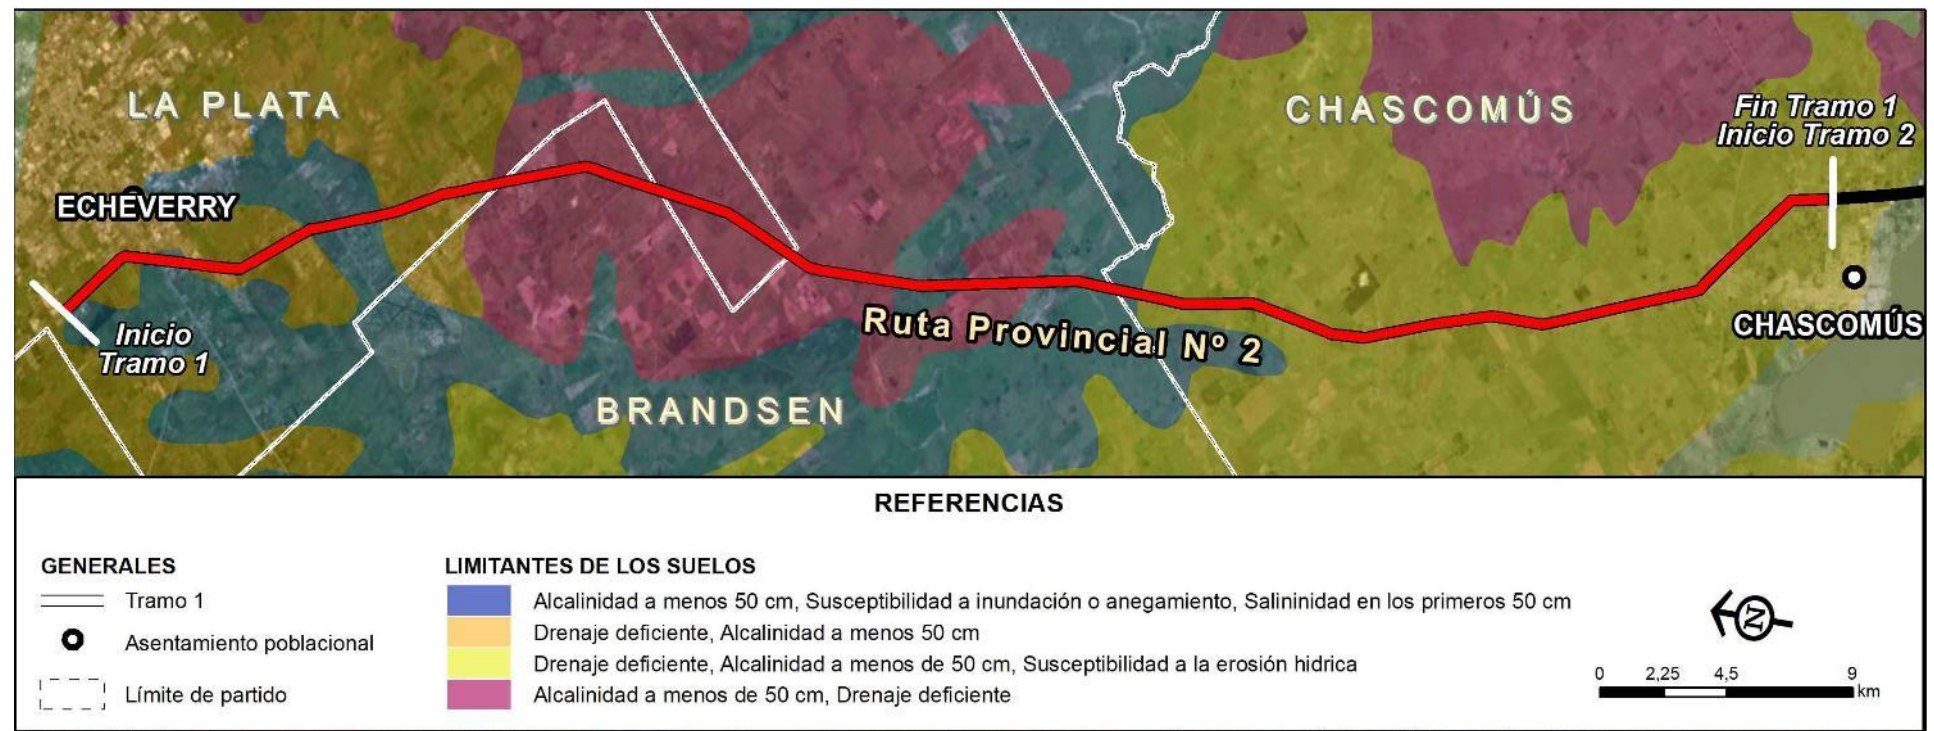 LA PLATA
CHASCOMÚS
Fin Tramo 1
Inicio Tramo 2
ECHEVERRY
Inicio
Tramo 1
Ruta Provincial Nº 2
CHASCOMÚS
BRANDSEN
REFERENCIAS
GENERALES
Tramo 1
Asentamiento poblacional
Límite de partido
LIMITANTES DE LOS SUELOS
Alcalinidad a menos 50 cm, Susceptibilidad a inundación o anegamiento, Salininidad en los primeros 50 cm
Drenaje deficiente, Alcalinidad a menos 50 cm
Drenaje deficiente, Alcalinidad a menos de 50 cm, Susceptibilidad a la erosión hidrica
Alcalinidad a menos de 50 cm, Drenaje deficiente
N
0 2,25 4,5 9
km